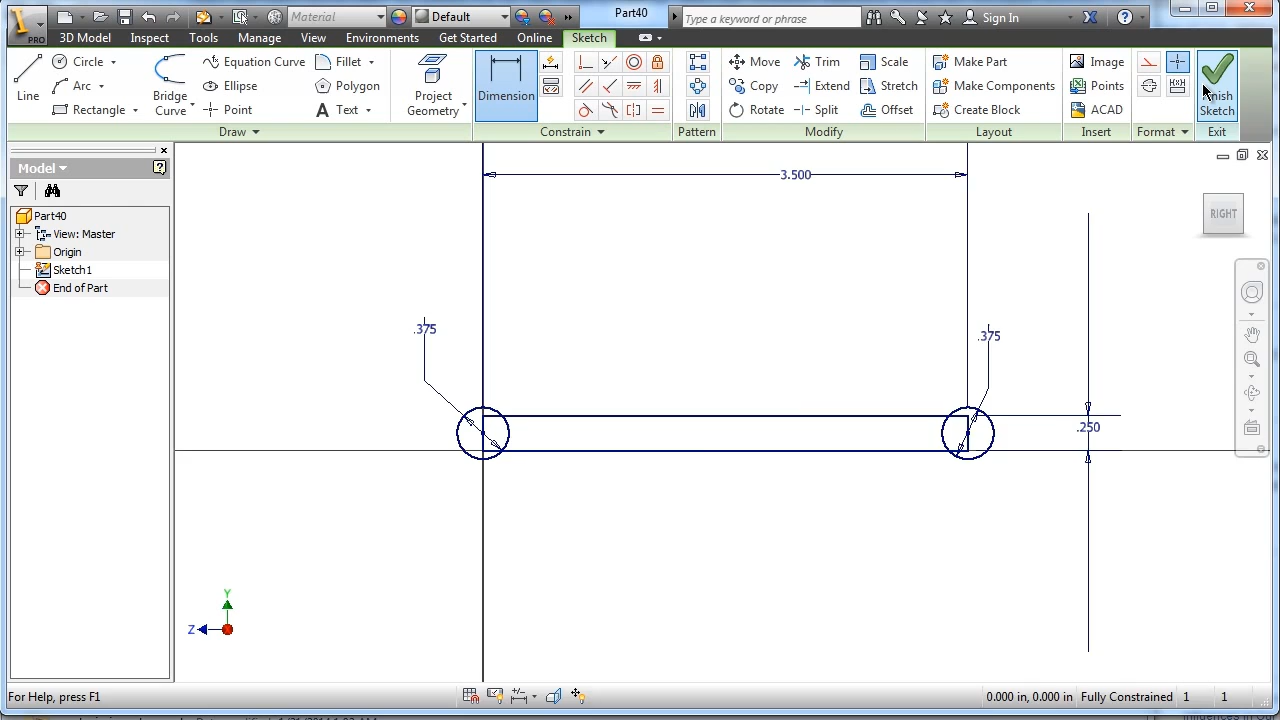 PRO
Material
Default
Part40
Type a keyword or phrase
Sign In
3D Model Inspect Tools Manage View Environments Get Started Online Sketch
Line
Circle
Arc
Rectangle
Bridge
Curve
Equation Curve
Ellipse
Point
Fillet
Polygon
Text
Project
Geometry
Dimension
Move
Copy
Rotate
Trim
Extend
Split
Scale
Stretch
Offset
Make Part
Make Components
Create Block
Image
Points
ACAD
Finish
Sketch
Draw
Constrain
Pattern
Modify
Layout
Insert
Format
Exit
Model
Part40
View: Master
Origin
Sketch1
End of Part
3.500
RIGHT
.375
.375
.250
Y
Z
For Help, press F1
0.000 in, 0.000 in Fully Constrained 1 1